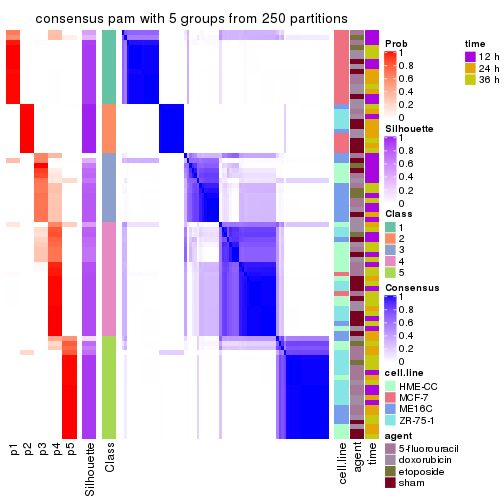 consensus pam with 5 groups from 250 partitions
Prob
1
0.8
0.6
0.4
0.2
0
time
12 h
24 h
36 h
Silhouette
1
0.8
0.6
0.4
0.2
0
Class
1
2
3
4
5
Consensus
1
0.8
0.6
0.4
0.2
0
cell.line
HME-CC
MCF-7
ME16C
ZR-75-1
agent
5-fluorouracil
doxorubicin
etoposide
sham
p1
p2
p3
p4
p5
Silhouette
Class
cell.line
agent
time